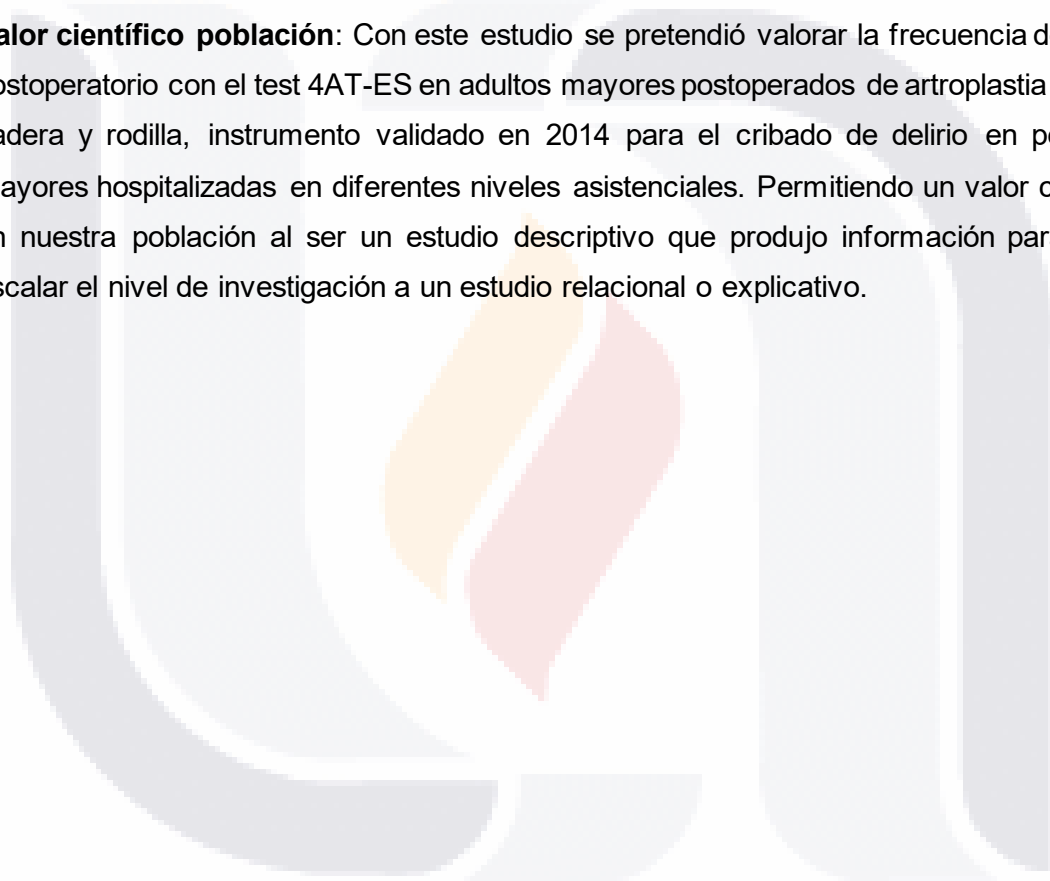 alor científico población: Con este estudio se pretendió valorar la frecuencia d
ostoperatorio con el test 4AT-ES en adultos mayores postoperados de artroplastia
adera y rodilla, instrumento validado en 2014 para el cribado de delirio en pe
ayores hospitalizadas en diferentes niveles asistenciales. Permitiendo un valor c
n nuestra población al ser un estudio descriptivo que produjo información par
scalar el nivel de investigación a un estudio relacional o explicativo.